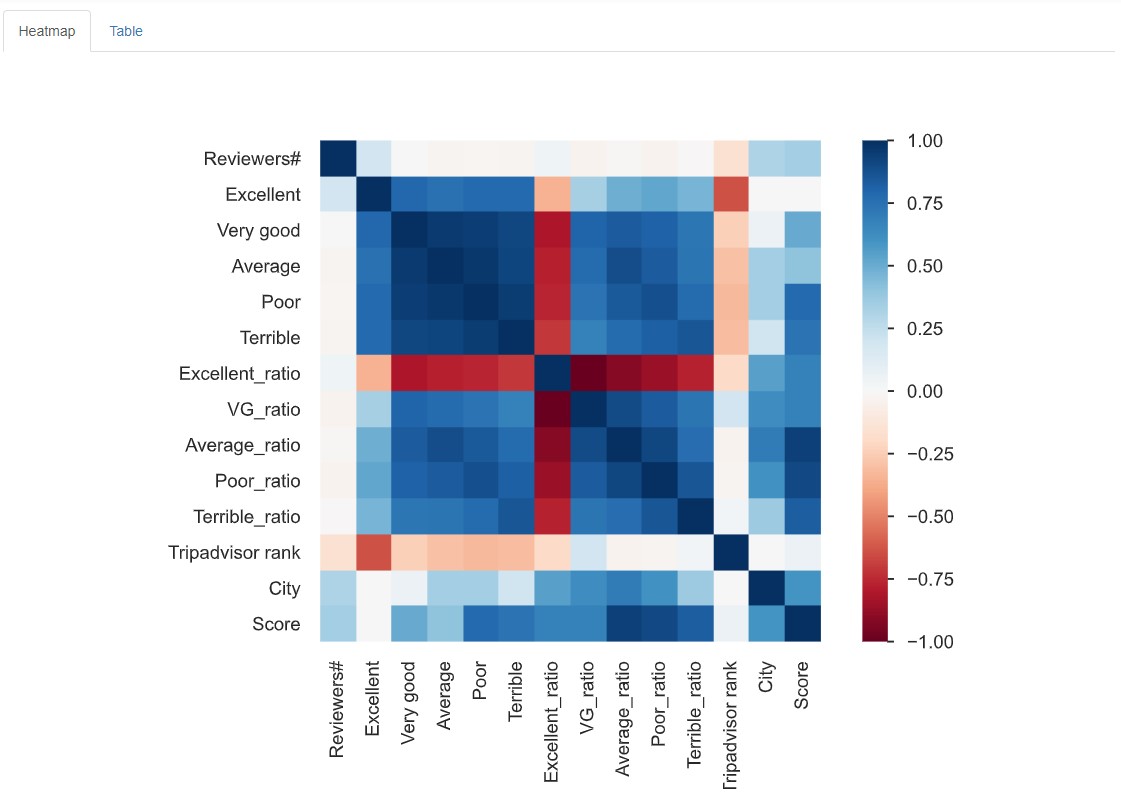 Heatmap Table
Reviewers#
Excellent
Very good
Average
Poor
Terrible
Excellent_ratio
VG_ratio
Average_ratio
Poor_ratio
Terrible_ratio
Tripadvisor rank
City
Score
Reviewers#
Excellent
Very good
Average
Poor
Terrible
Excellent_ratio
VG_ratio
Average_ratio
Poor_ratio
Terrible_ratio
Tripadvisor rank
City
Score
1.00
0.75
0.50
0.25
0.00
−0.25
−0.50
−0.75
−1.00